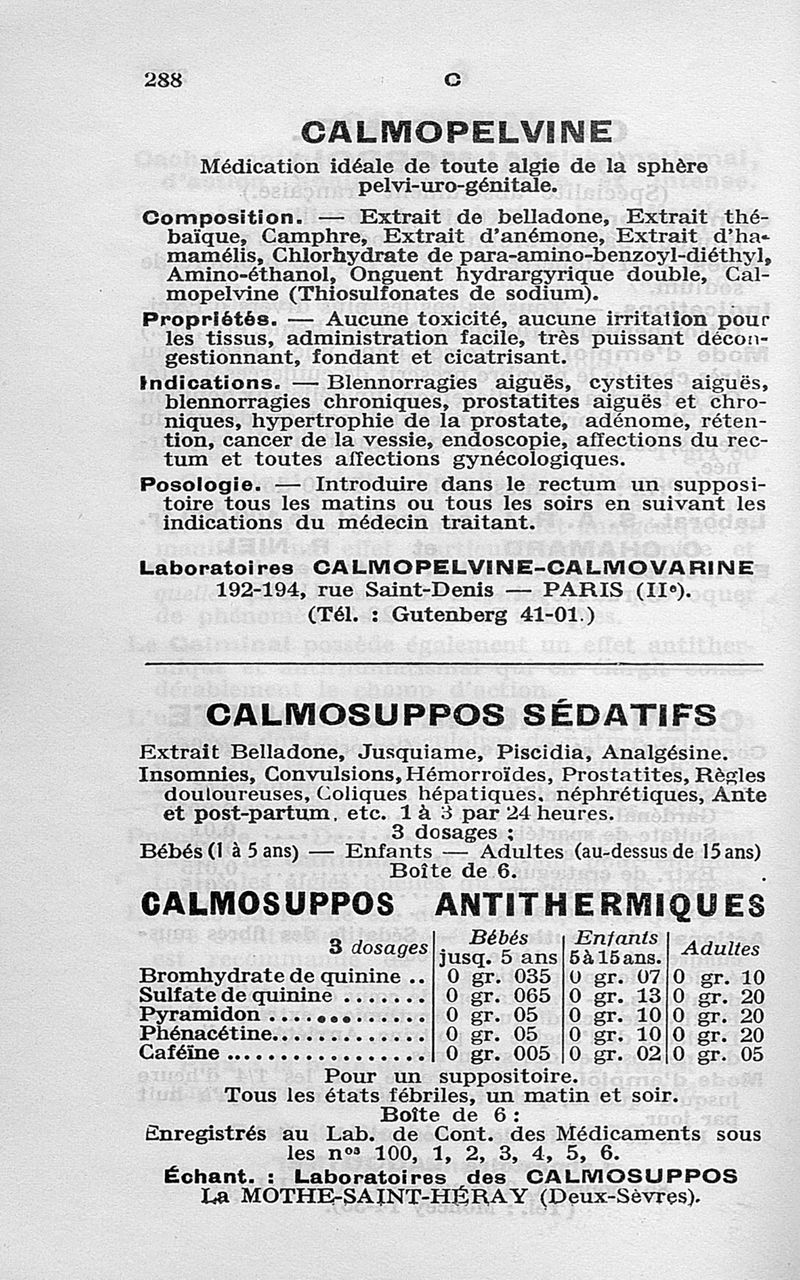 288
C
CALMOPELVINE
Médication idéale de toute algie de la sphère
pelvi-uro-génitale.
Composition. — Extrait de belladone, Extrait thé-
baïque, Camphre, Extrait d'anémone, Extrait d'ha-
mamélis, Chlorhydrate de para-amino-benzoyl-diéthyl,
Amino-éthanol, Onguent hydrargyrique double, Cal-
mopelvine (Thiosulfonates de sodium).
Propriétés. — Aucune toxicité, aucune irritation pour
les tissus, administration facile, très puissant décon-
gestionnant, fondant et cicatrisant.
Indications. — Blennorragies aiguës, cystites aiguës,
blennorragies chroniques, prostatites aiguës et chro-
niques, hypertrophie de la prostate, adénome, réten-
tion, cancer de la vessie, endoscopie, affections du rec-
tum et toutes affections gynécologiques.
Posologie. — Introduire dans le rectum un supposi-
toire tous les matins ou tous les soirs en suivant les
indications du médecin traitant.
Laboratoires CALMOPELVINE-CALMOVARINE
192-194, rue Saint-Denis — PARIS (IIe).
(Tél. : Gutenberg 41-01.)
CALMOSUPPOS SÉDATIFS
Extrait Belladone, Jusquiame, Piscidia, Analgésine.
Insomnies, Convulsions, Hémorroïdes, Prostatites, Règles
douloureuses, Coliques hépatiques, néphrétiques, Ante
et post-partum, etc. 1 à 3 par 24 heures.
3 dosages :
Bébés (1 à 5 ans) — Enfants — Adultes (au-dessus de 15 ans)
Boîte de 6.
CALMOSUPPOS ANTITHERMIQUES
3 dosages | Bébés jusq. 5 ans | Enfants 5 à 15 ans. | Adultes
Bromhydrate de quinine .. | 0 gr. 035 | 0 gr. 07 | 0 gr. 10
Sulfate de quinine ....... | 0 gr. 065 | 0 gr. 13 | 0 gr. 20
Pyramidon ............. | 0 gr. 05 | 0 gr. 10 | 0 gr. 20
Phénacétine............. | 0 gr. 05 | 0 gr. 10 | 0 gr. 20
Caféïne ................. | 0 gr. 005 | 0 gr. 02 | 0 gr. 05
Pour un suppositoire.
Tous les états fébriles, un matin et soir.
Boîte de 6 :
Enregistrés au Lab. de Cont. des Médicaments sous
les nos 100, 1, 2, 3, 4, 5, 6.
Échant. : Laboratoires des CALMOSUPPOS
La MOTHE-SAINT-HÉRAY (Deux-Sèvres).